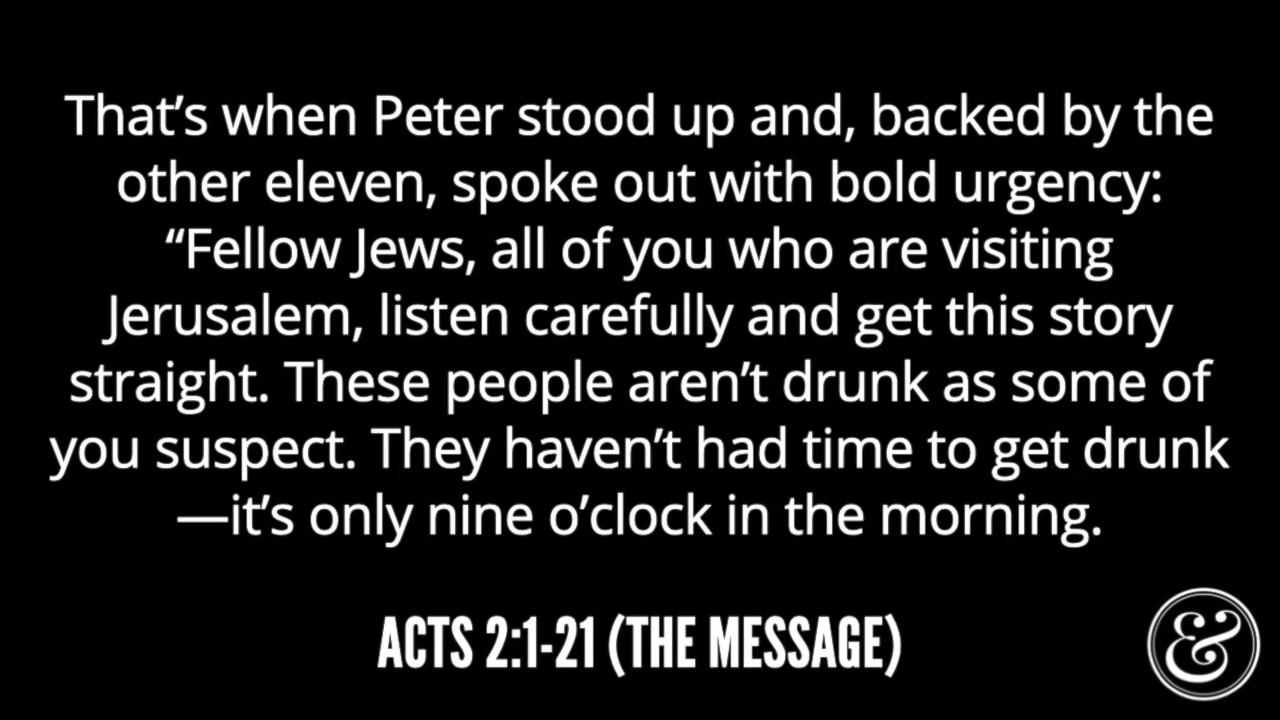 That’s when Peter stood up and, backed by the
other eleven, spoke out with bold urgency:
“Fellow Jews, all of you who are visiting
Jerusalem, listen carefully and get this story
straight. These people aren’t drunk as some of
you suspect. They haven’t had time to get drunk
—it’s only nine o’clock in the morning.
ACTS 2:1-21 (THE MESSAGE)
&